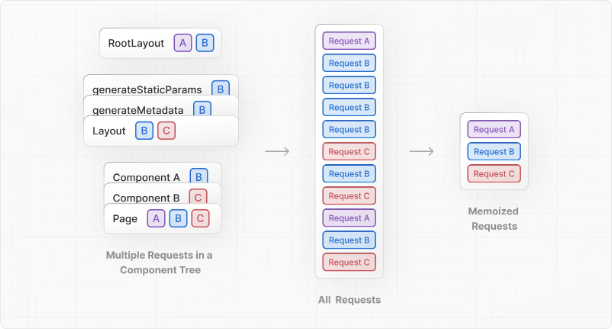 RootLayout A B
generateStaticParams B
generateMetadata B
Layout B C
Component A B
Component B C
Page A B C
Multiple Requests in a
Component Tree
Request A
Request B
Request B
Request B
Request B
Request C
Request B
Request C
Request A
Request B
Request C
All Requests
Request A
Request B
Request C
Memoized
Requests